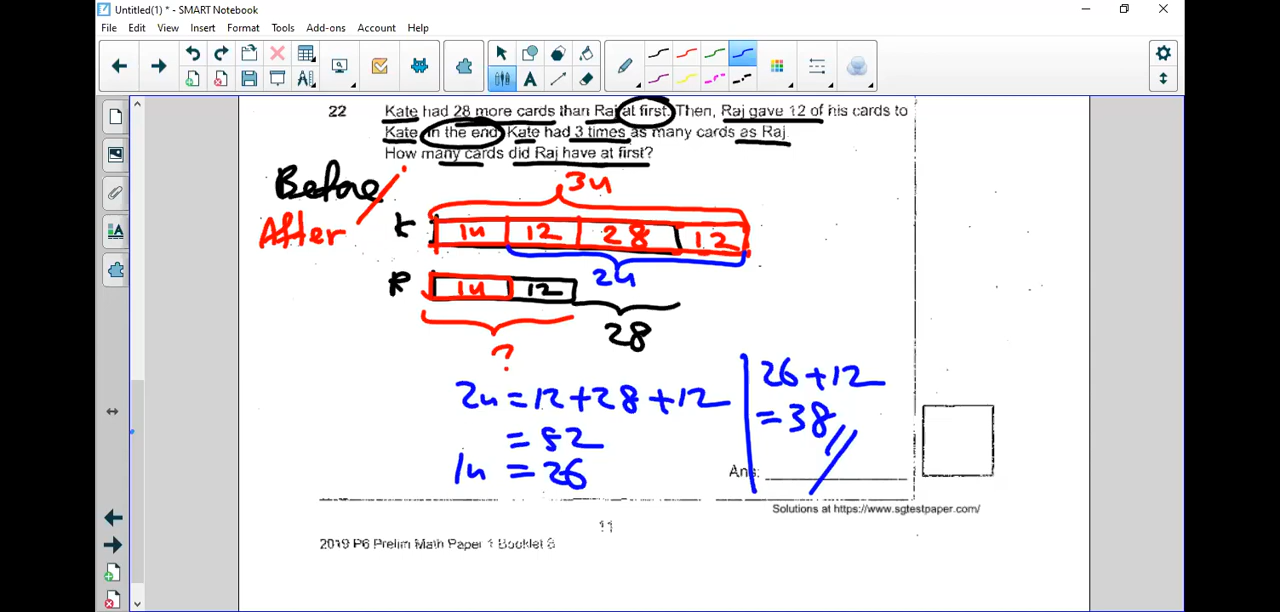 Untitled(1) * - SMART Notebook
File Edit View Insert Format Tools Add-ons Account Help
22 Kate had 28 more cards than Raj at first. Then, Raj gave 12 of his cards to
Kate. In the end, Kate had 3 times as many cards as Raj.
How many cards did Raj have at first?
Before
After
3u
K 1u 12 28 12
2u
R 1u 12
28
?
2u = 12 + 28 + 12
= 52
1u = 26
26 + 12
= 38
Ans:
Solutions at https://www.sgtestpaper.com/
11
2019 P6 Prelim Math Paper 1 Booklet B